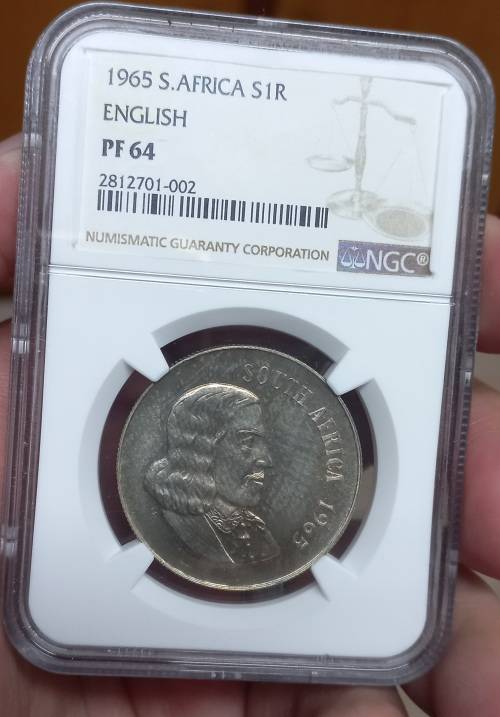 1965 S.AFRICA S1R
ENGLISH
PF 64
2812701-002
NUMISMATIC GUARANTY CORPORATION
NGC®
SOUTH AFRICA 1965